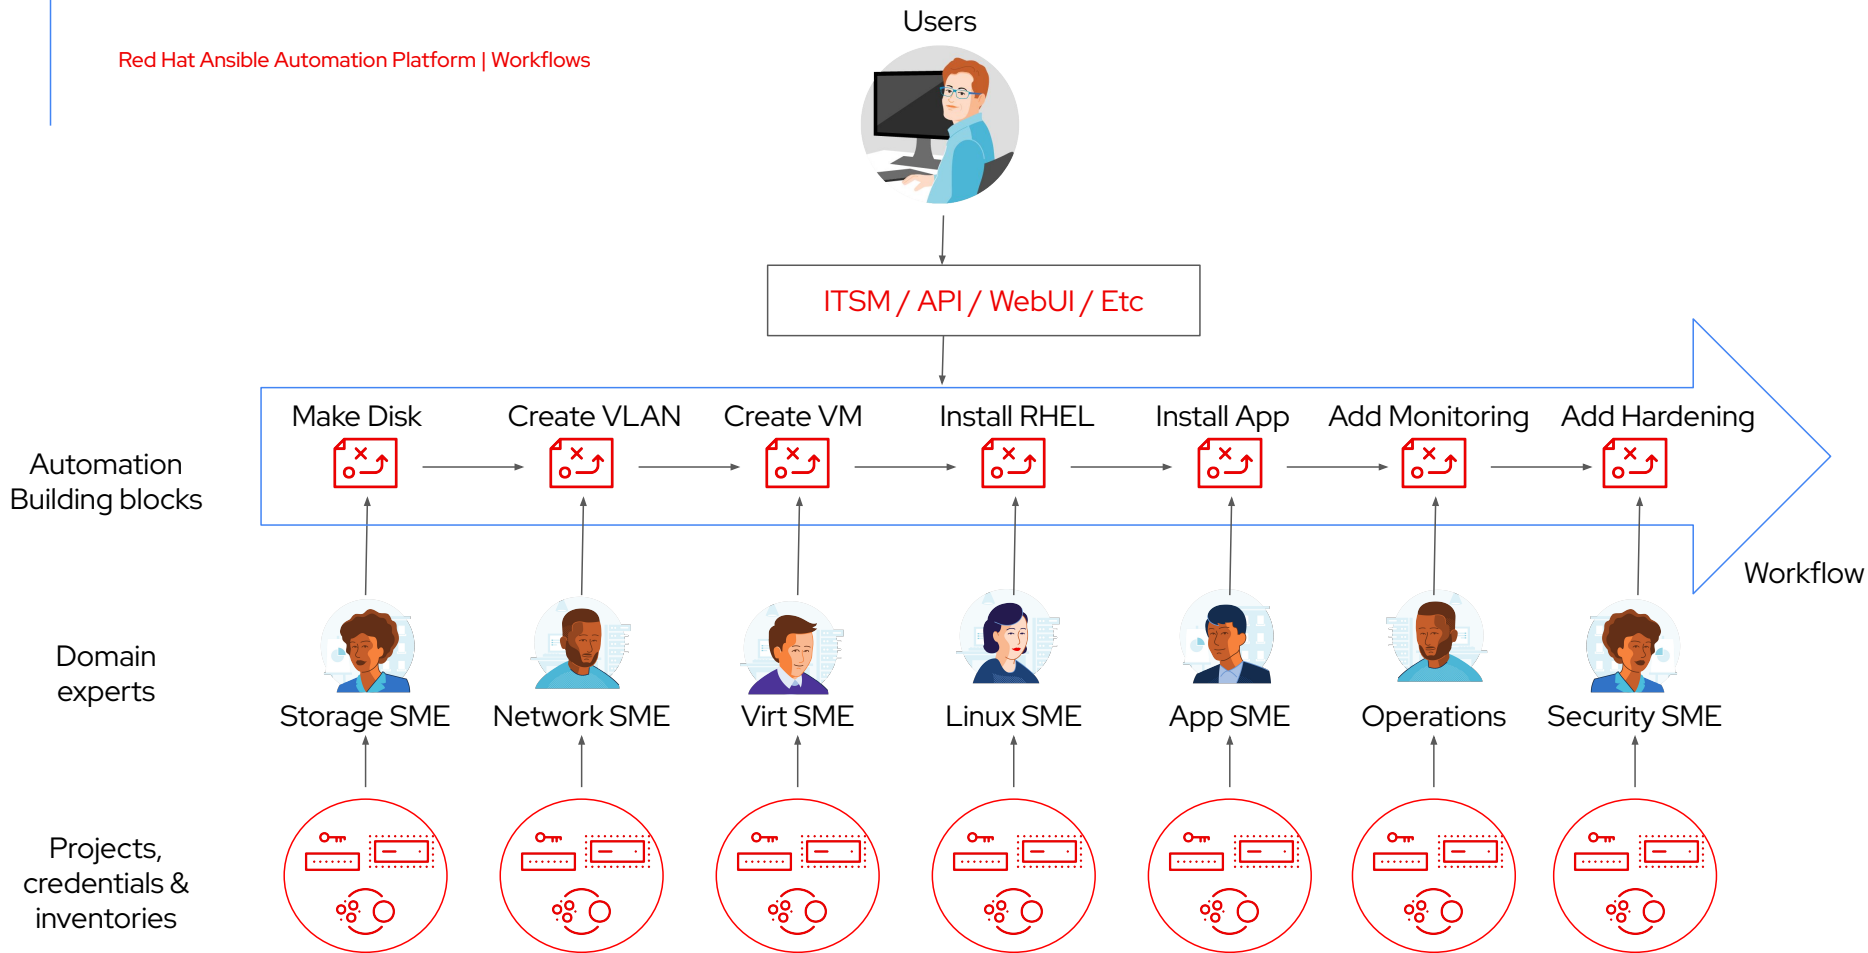 Users
Red Hat Ansible Automation Platform | Workflows
ITSM / API / WebUI / Etc
Make Disk
Create VLAN
Create VM
Install RHEL
Install App
Add Monitoring
Add Hardening
Automation
Building blocks
Workflow
Domain
experts
Storage SME
Network SME
Virt SME
Linux SME
App SME
Operations
Security SME
Projects,
credentials &
inventories